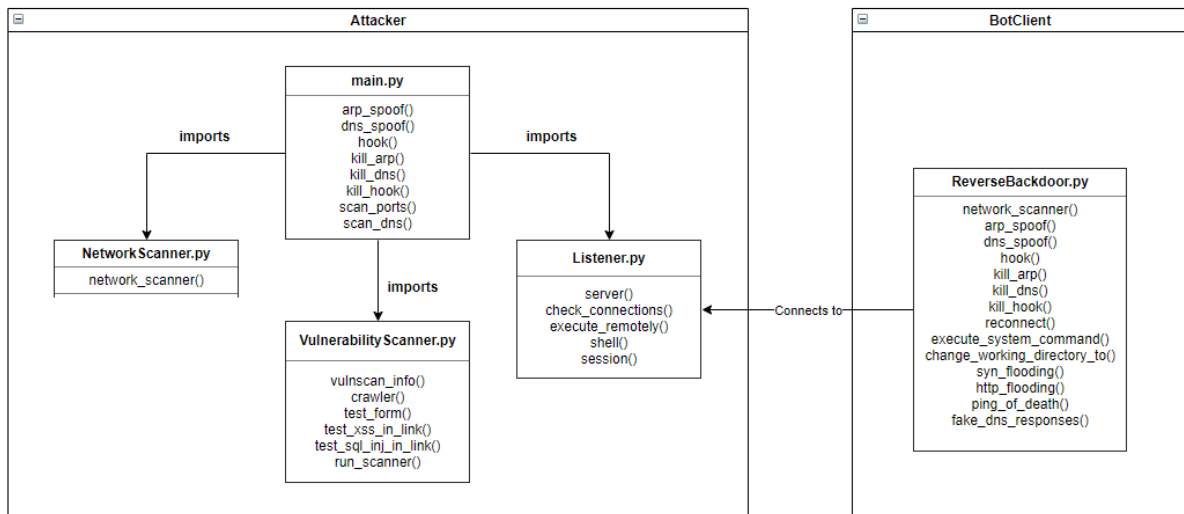 Attacker
main.py
arp_spoof()
dns_spoof()
hook()
kill_arp()
kill_dns()
kill_hook()
scan_ports()
scan_dns()
imports
imports
imports
NetworkScanner.py
network_scanner()
VulnerabilityScanner.py
vulnscan_info()
crawler()
test_form()
test_xss_in_link()
test_sql_inj_in_link()
run_scanner()
Listener.py
server()
check_connections()
execute_remotely()
shell()
session()
Connects to
BotClient
ReverseBackdoor.py
network_scanner()
arp_spoof()
dns_spoof()
hook()
kill_arp()
kill_dns()
kill_hook()
reconnect()
execute_system_command()
change_working_directory_to()
syn_flooding()
http_flooding()
ping_of_death()
fake_dns_responses()